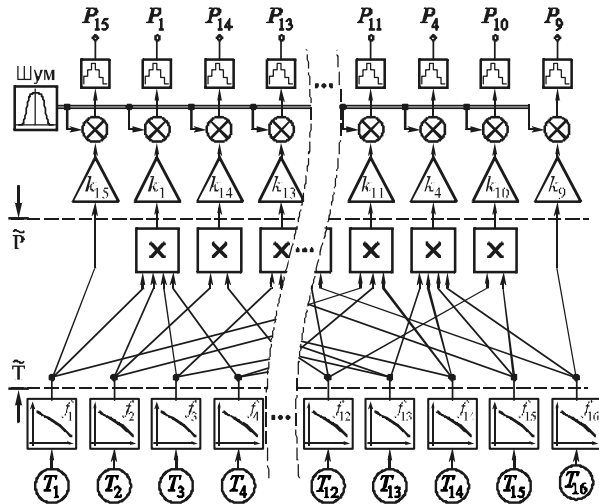 P15 P1 P14 P13 P11 P4 P10 P9
Шум
...
k15 k1 k14 k13 k11 k4 k10 k9
P̃
× × × ... × × ×
T̃
f1 f2 f3 f4 ... f12 f13 f14 f15 f16
T1 T2 T3 T4 T12 T13 T14 T15 T16